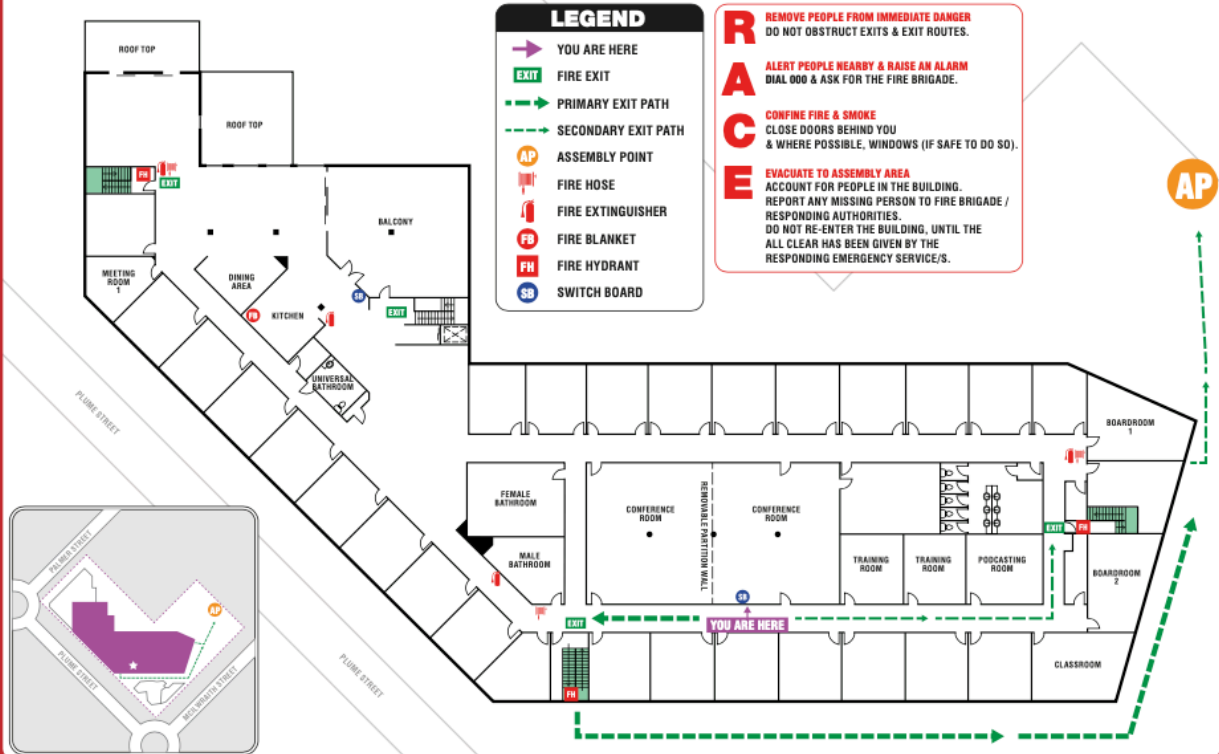 LEGEND
YOU ARE HERE
EXIT
FIRE EXIT
PRIMARY EXIT PATH
SECONDARY EXIT PATH
AP
ASSEMBLY POINT
FIRE HOSE
FIRE EXTINGUISHER
FB
FIRE BLANKET
FH
FIRE HYDRANT
SB
SWITCH BOARD
R
REMOVE PEOPLE FROM IMMEDIATE DANGER
DO NOT OBSTRUCT EXITS & EXIT ROUTES.
A
ALERT PEOPLE NEARBY & RAISE AN ALARM
DIAL 000 & ASK FOR THE FIRE BRIGADE.
C
CONFINE FIRE & SMOKE
CLOSE DOORS BEHIND YOU
& WHERE POSSIBLE, WINDOWS (IF SAFE TO DO SO).
E
EVACUATE TO ASSEMBLY AREA
ACCOUNT FOR PEOPLE IN THE BUILDING.
REPORT ANY MISSING PERSON TO FIRE BRIGADE /
RESPONDING AUTHORITIES.
DO NOT RE-ENTER THE BUILDING, UNTIL THE
ALL CLEAR HAS BEEN GIVEN BY THE
RESPONDING EMERGENCY SERVICE/S.
AP
ROOF TOP
ROOF TOP
FH
EXIT
BALCONY
MEETING
ROOM
1
DINING
AREA
SB
FB
KITCHEN
EXIT
UNIVERSAL
BATHROOM
PLUME STREET
BOARDROOM
1
FEMALE
BATHROOM
CONFERENCE
ROOM
REMOVABLE PARTITION WALL
CONFERENCE
ROOM
EXIT
FH
MALE
BATHROOM
TRAINING
ROOM
TRAINING
ROOM
PODCASTING
ROOM
BOARDROOM
2
SB
EXIT
YOU ARE HERE
PLUME STREET
CLASSROOM
FH
PALMER STREET
AP
PLUME STREET
MCILWRAITH STREET